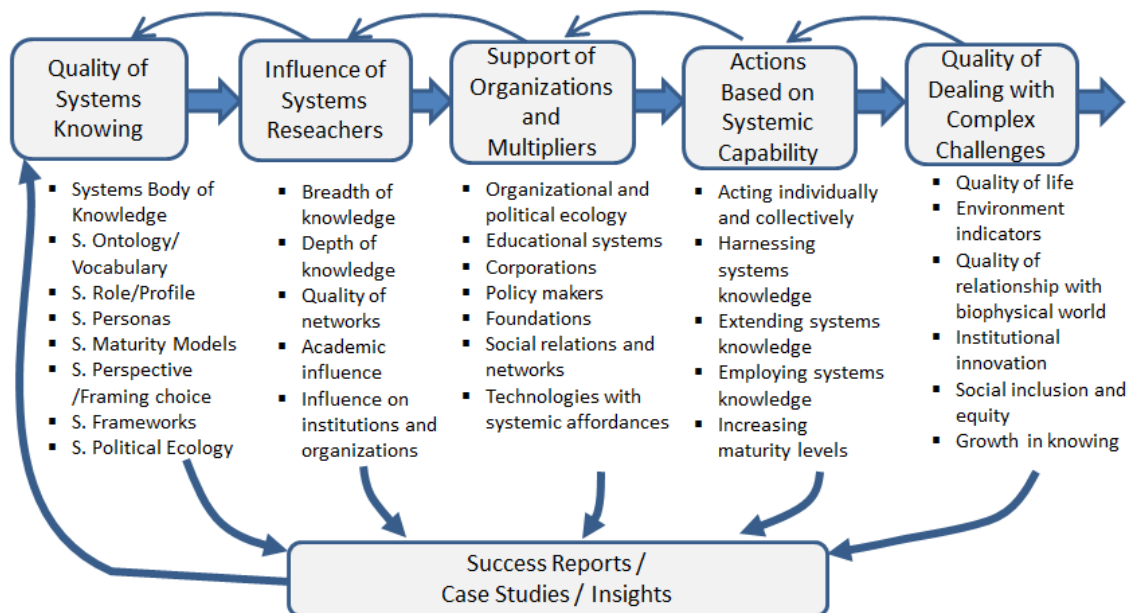 Quality of
Systems
Knowing
Influence of
Systems
Reseachers
Support of
Organizations
and
Multipliers
Actions
Based on
Systemic
Capability
Quality of
Dealing with
Complex
Challenges
▪ Systems Body of
Knowledge
▪ S. Ontology/
Vocabulary
▪ S. Role/Profile
▪ S. Personas
▪ S. Maturity Models
▪ S. Perspective
/Framing choice
▪ S. Frameworks
▪ S. Political Ecology
▪ Breadth of
knowledge
▪ Depth of
knowledge
▪ Quality of
networks
▪ Academic
influence
▪ Influence on
institutions and
organizations
▪ Organizational and
political ecology
▪ Educational systems
▪ Corporations
▪ Policy makers
▪ Foundations
▪ Social relations and
networks
▪ Technologies with
systemic affordances
▪ Acting individually
and collectively
▪ Harnessing
systems
knowledge
▪ Extending systems
knowledge
▪ Employing systems
knowledge
▪ Increasing
maturity levels
▪ Quality of life
▪ Environment
indicators
▪ Quality of
relationship with
biophysical world
▪ Institutional
innovation
▪ Social inclusion and
equity
▪ Growth in knowing
Success Reports /
Case Studies / Insights